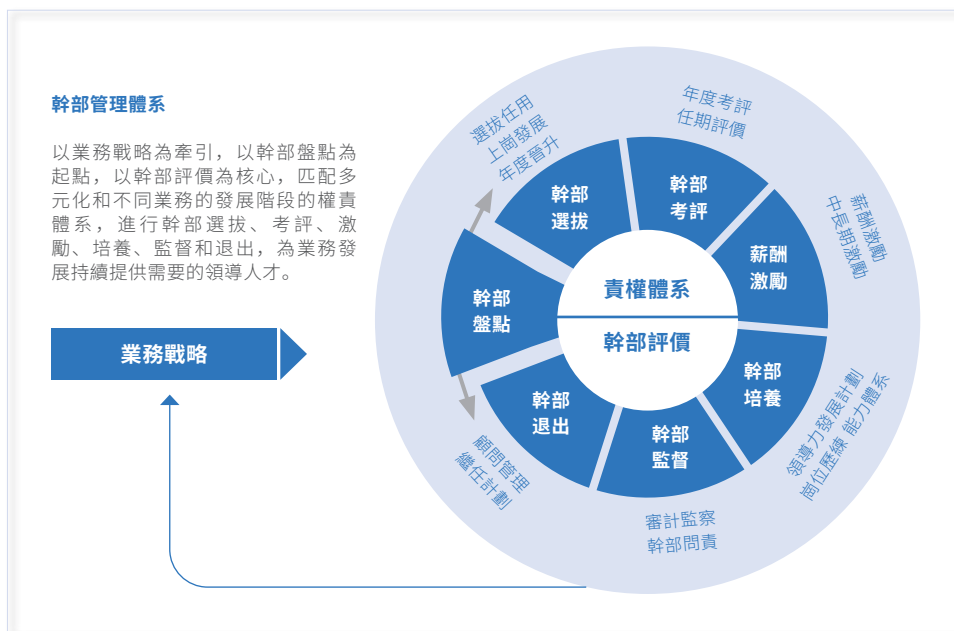 幹部管理體系
以業務戰略為牽引，以幹部盤點為
起點，以幹部評價為核心，匹配多
元化和不同業務的發展階段的權責
體系，進行幹部選拔、考評、激
勵、培養、監督和退出，為業務發
展持續提供需要的領導人才。
業務戰略
選拔任用
上崗發展
年度晉升
年度考評
任期評價
薪酬激勵
中長期激勵
領導力發展計劃
崗位歷練 能力體系
審計監察
幹部問責
顧問管理
繼任計劃
幹部
盤點
幹部
選拔
幹部
考評
薪酬
激勵
幹部
培養
幹部
監督
幹部
退出
責權體系
幹部評價